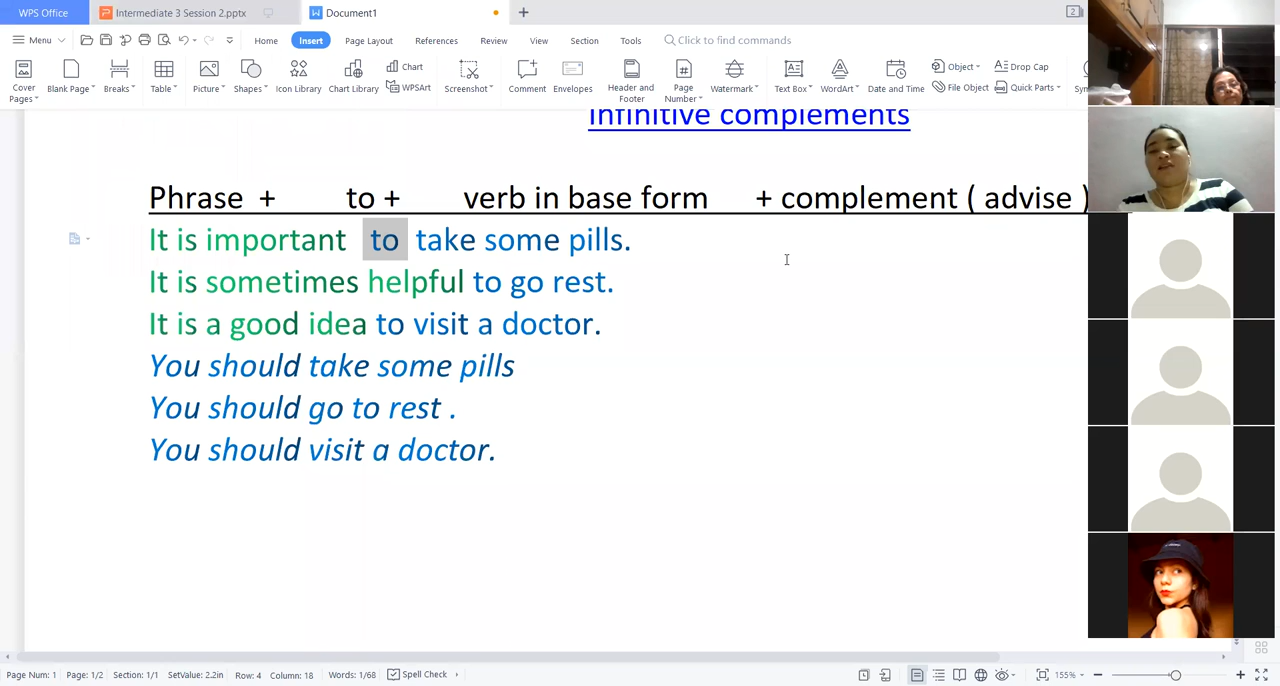 WPS Office Intermediate 3 Session 2.pptx Document1 2
Menu Home Insert Page Layout References Review View Section Tools Click to find commands
Cover Pages Blank Page Breaks Table Picture Shapes Icon Library Chart Library Chart WPSArt Screenshot Comment Envelopes Header and Footer Page Number Watermark Text Box WordArt Date and Time Object File Object Drop Cap Quick Parts
Infinitive complements
Phrase + to + verb in base form + complement ( advise )
It is important to take some pills.
It is sometimes helpful to go rest.
It is a good idea to visit a doctor.
You should take some pills
You should go to rest .
You should visit a doctor.
Page Num: 1 Page: 1/2 Section: 1/1 SetValue: 2.2in Row: 4 Column: 18 Words: 1/68 Spell Check 155%